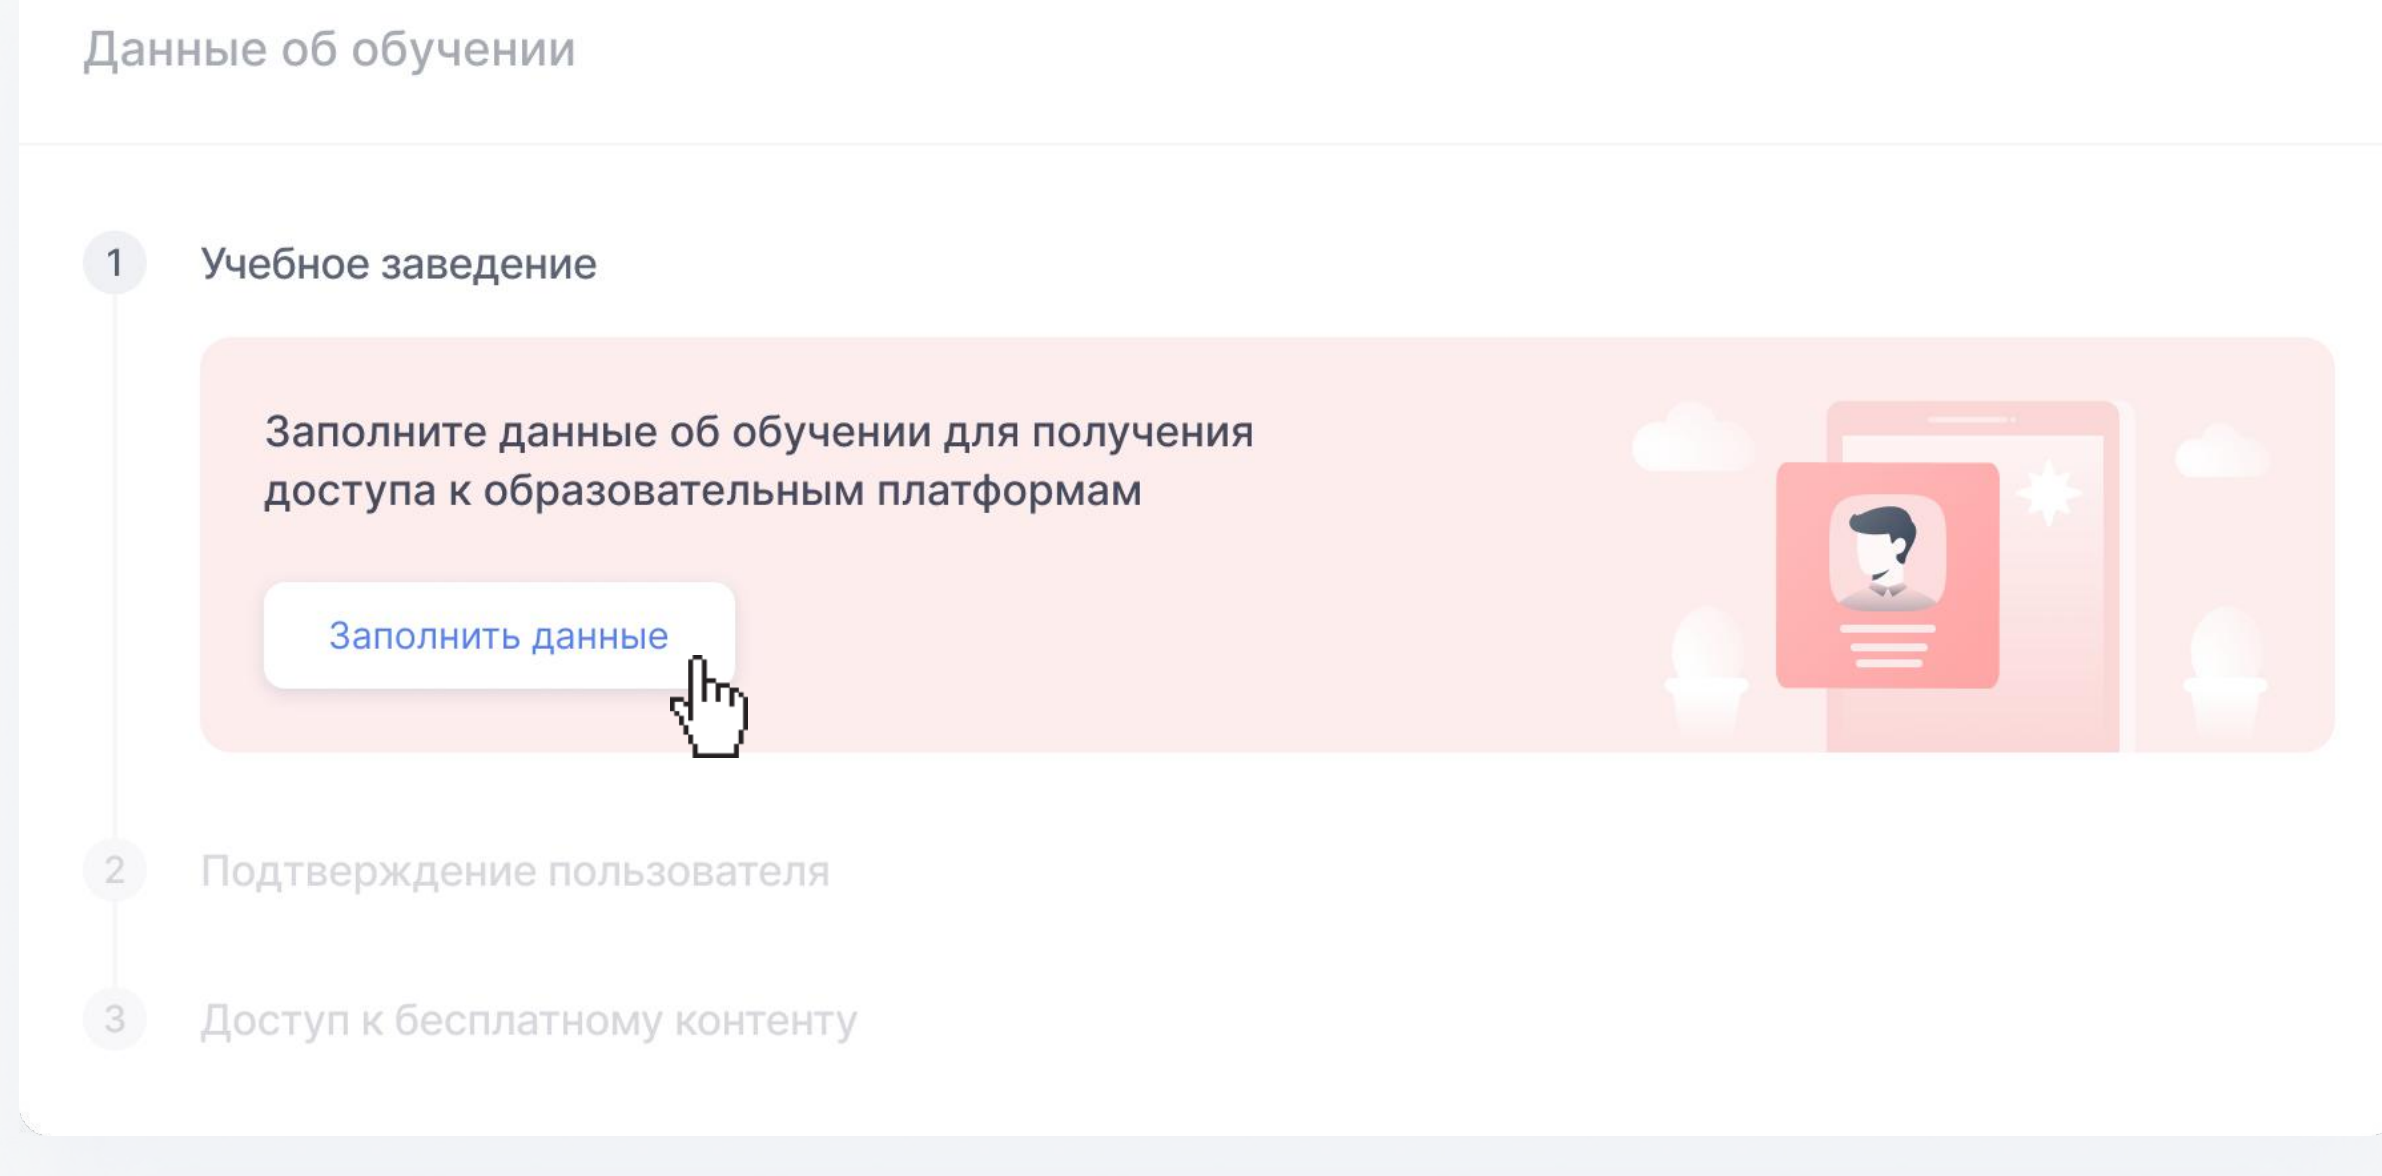 Данные об обучении
1
Учебное заведение
Заполните данные об обучении для получения
доступа к образовательным платформам
Заполнить данные
2
Подтверждение пользователя
3
Доступ к бесплатному контенту